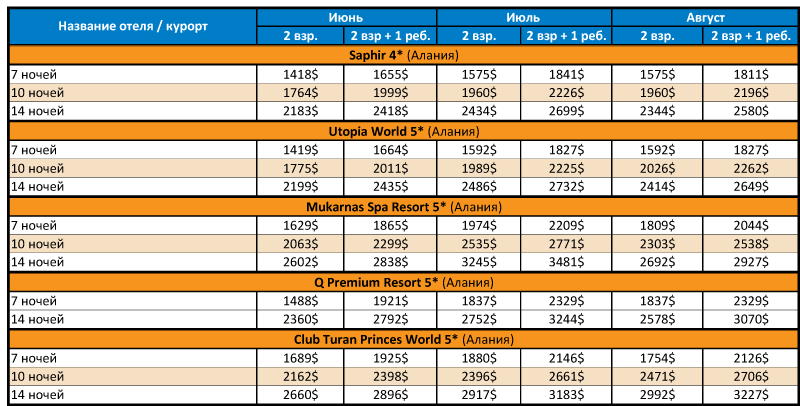 Название отеля / курорт Июнь Июль Август
2 взр. 2 взр + 1 реб. 2 взр. 2 взр + 1 реб. 2 взр. 2 взр + 1 реб.
Saphir 4* (Алания)
7 ночей 1418$ 1655$ 1575$ 1841$ 1575$ 1811$
10 ночей 1764$ 1999$ 1960$ 2226$ 1960$ 2196$
14 ночей 2183$ 2418$ 2434$ 2699$ 2344$ 2580$
Utopia World 5* (Алания)
7 ночей 1419$ 1664$ 1592$ 1827$ 1592$ 1827$
10 ночей 1775$ 2011$ 1989$ 2225$ 2026$ 2262$
14 ночей 2199$ 2435$ 2486$ 2732$ 2414$ 2649$
Mukarnas Spa Resort 5* (Алания)
7 ночей 1629$ 1865$ 1974$ 2209$ 1809$ 2044$
10 ночей 2063$ 2299$ 2535$ 2771$ 2303$ 2538$
14 ночей 2602$ 2838$ 3245$ 3481$ 2692$ 2927$
Q Premium Resort 5* (Алания)
7 ночей 1488$ 1921$ 1837$ 2329$ 1837$ 2329$
14 ночей 2360$ 2792$ 2752$ 3244$ 2578$ 3070$
Club Turan Princes World 5* (Алания)
7 ночей 1689$ 1925$ 1880$ 2146$ 1754$ 2126$
10 ночей 2162$ 2398$ 2396$ 2661$ 2471$ 2706$
14 ночей 2660$ 2896$ 2917$ 3183$ 2992$ 3227$